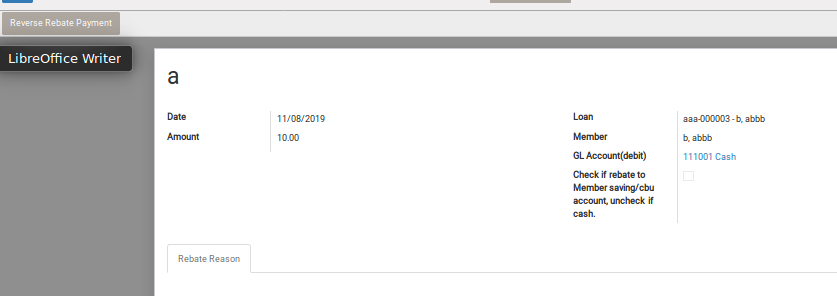 Reverse Rebate Payment
LibreOffice Writer
a
Date 11/08/2019
Amount 10.00
Loan aaa-000003 - b, abbb
Member b, abbb
GL Account(debit) 111001 Cash
Check if rebate to
Member saving/cbu
account, uncheck if
cash.
Rebate Reason